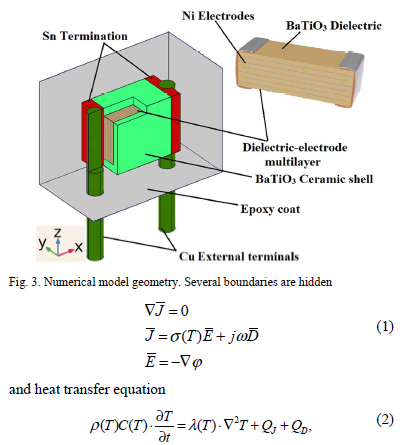 Ni Electrodes
Sn Termination
BaTiO₃ Dielectric
Dielectric-electrode
multilayer
BaTiO₃ Ceramic shell
Epoxy coat
Cu External terminals
z
y
x
Fig. 3. Numerical model geometry. Several boundaries are hidden
∇J̅ = 0
J̅ = σ(T)E̅ + jωD̅ (1)
E̅ = −∇φ
and heat transfer equation
ρ(T)C(T)·∂T/∂t = λ(T)·∇²T + Q_J + Q_D, (2)